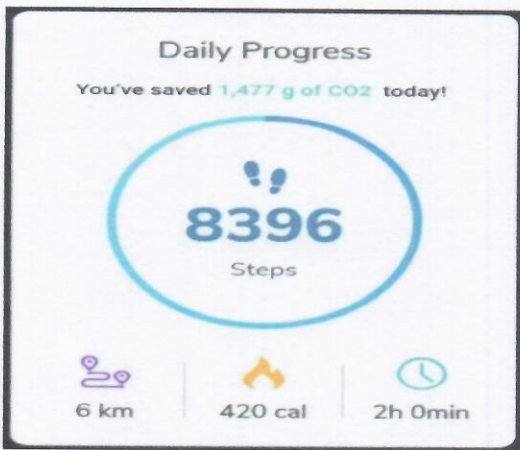 Daily Progress
You've saved 1,477 g of CO2 today!
8396
Steps
6 km
420 cal
2h 0min